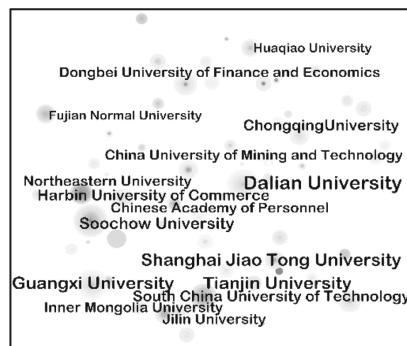 Huaqiao University
Dongbei University of Finance and Economics
Fujian Normal University
ChongqingUniversity
China University of Mining and Technology
Northeastern University
Dalian University
Harbin University of Commerce
Chinese Academy of Personnel
Soochow University
Shanghai Jiao Tong University
Guangxi University
Tianjin University
South China University of Technology
Inner Mongolia University
Jilin University